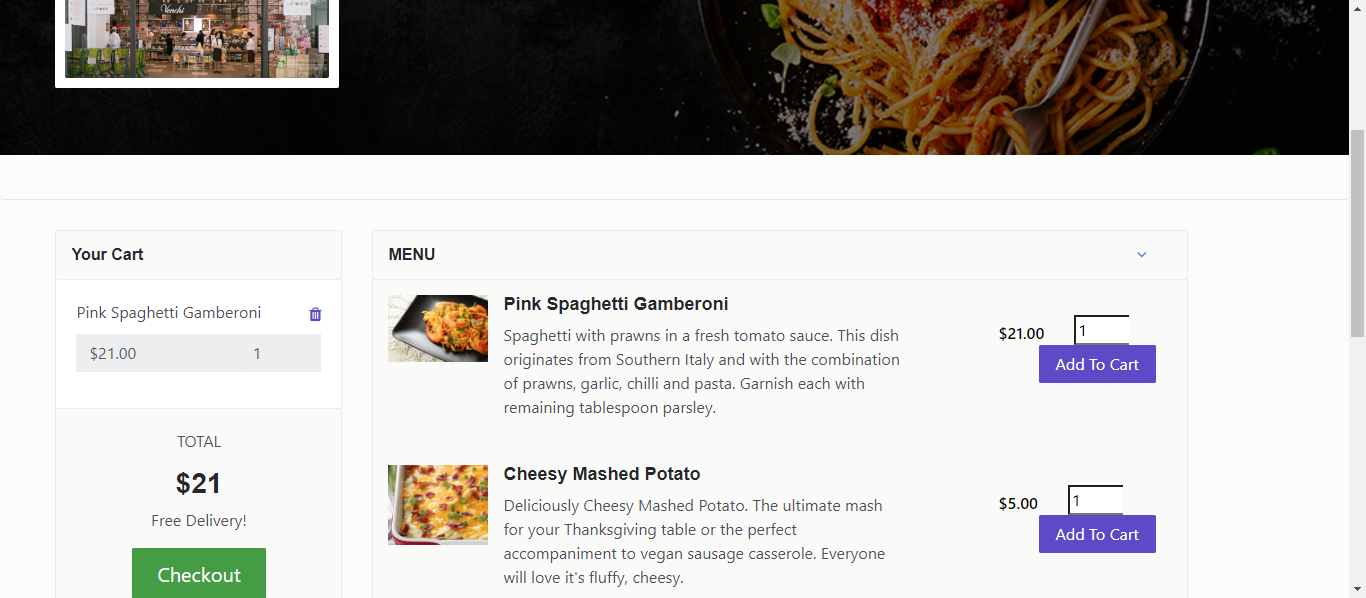 Venchi
Your Cart
Pink Spaghetti Gamberoni
$21.00 1
TOTAL
$21
Free Delivery!
Checkout
MENU
Pink Spaghetti Gamberoni
Spaghetti with prawns in a fresh tomato sauce. This dish
originates from Southern Italy and with the combination
of prawns, garlic, chilli and pasta. Garnish each with
remaining tablespoon parsley.
$21.00 1
Add To Cart
Cheesy Mashed Potato
Deliciously Cheesy Mashed Potato. The ultimate mash
for your Thanksgiving table or the perfect
accompaniment to vegan sausage casserole. Everyone
will love it's fluffy, cheesy.
$5.00 1
Add To Cart